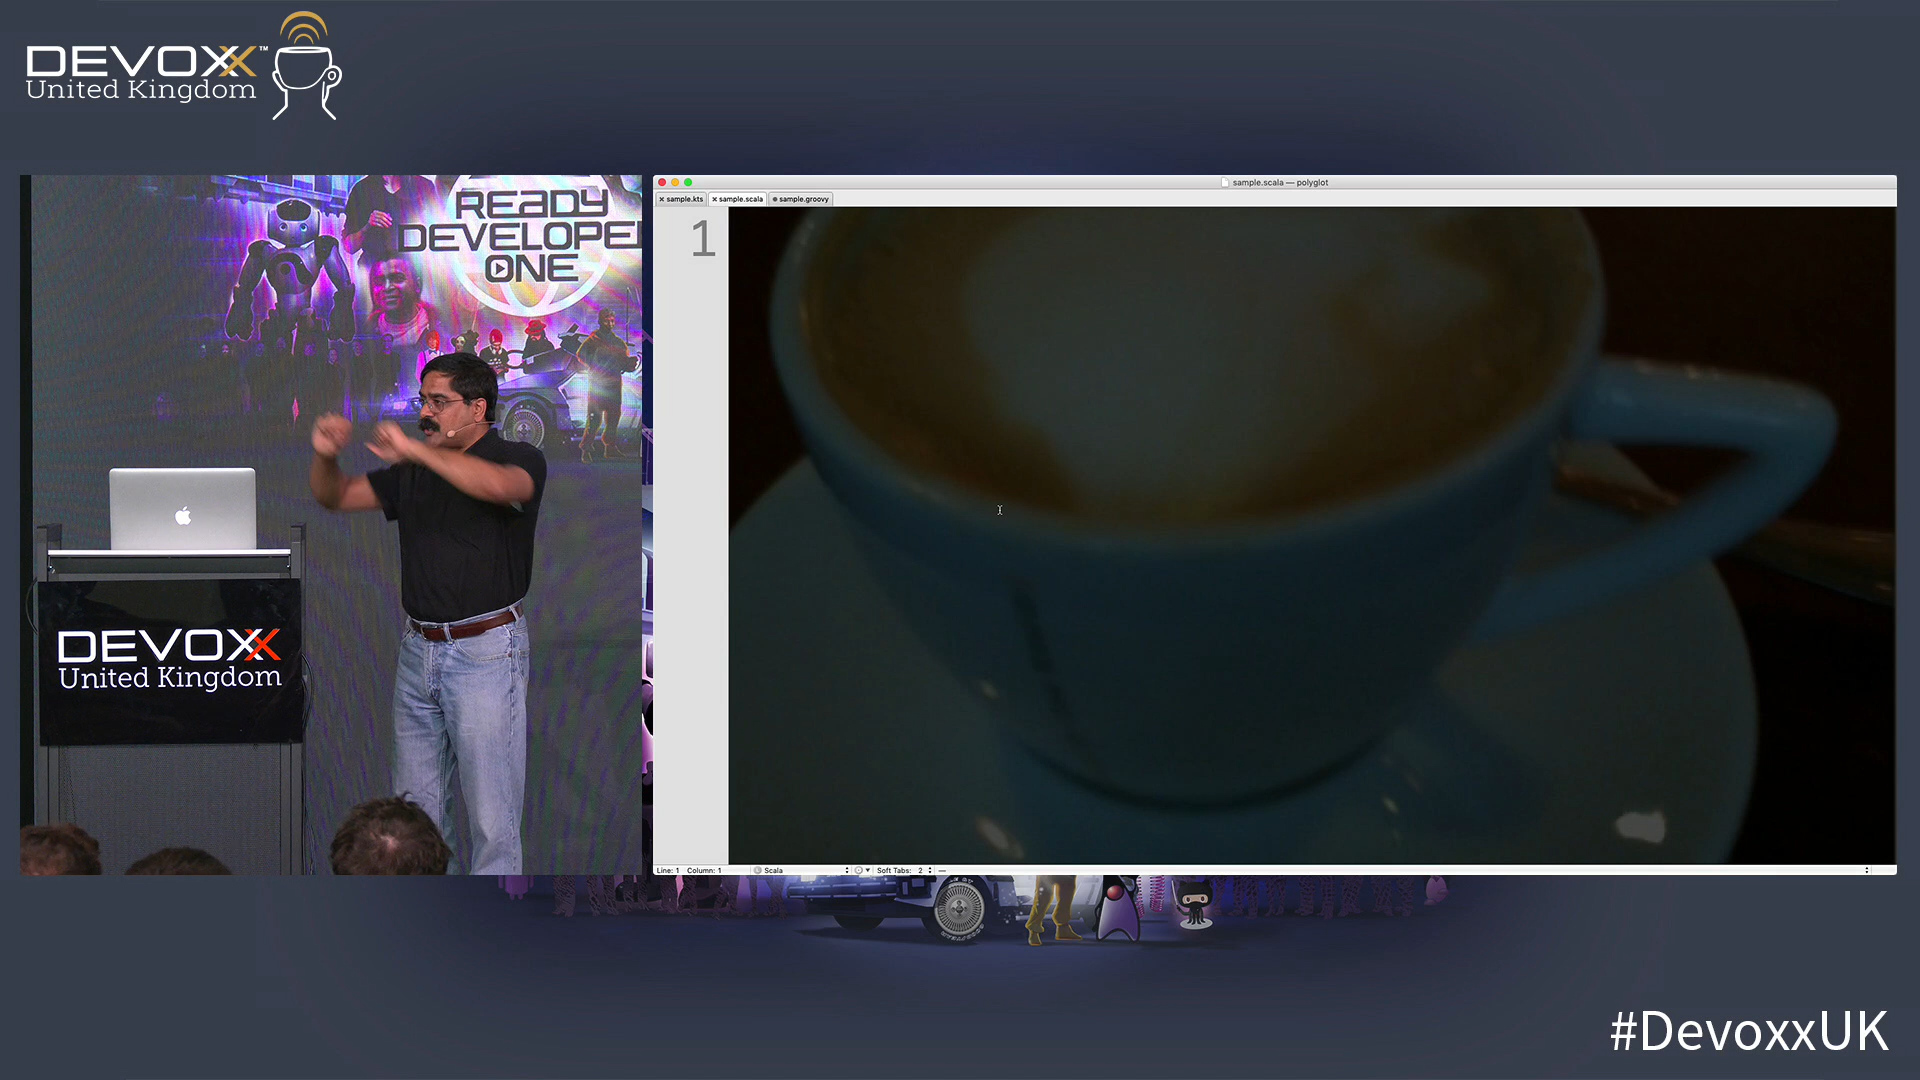 DEVOXX™
United Kingdom
READY
DEVELOPER
ONE
DEVOXX
United Kingdom
sample.scala — polyglot
sample.kts
sample.scala
sample.groovy
1
Line: 1 Column: 1
Scala
Soft Tabs: 2
#DevoxxUK